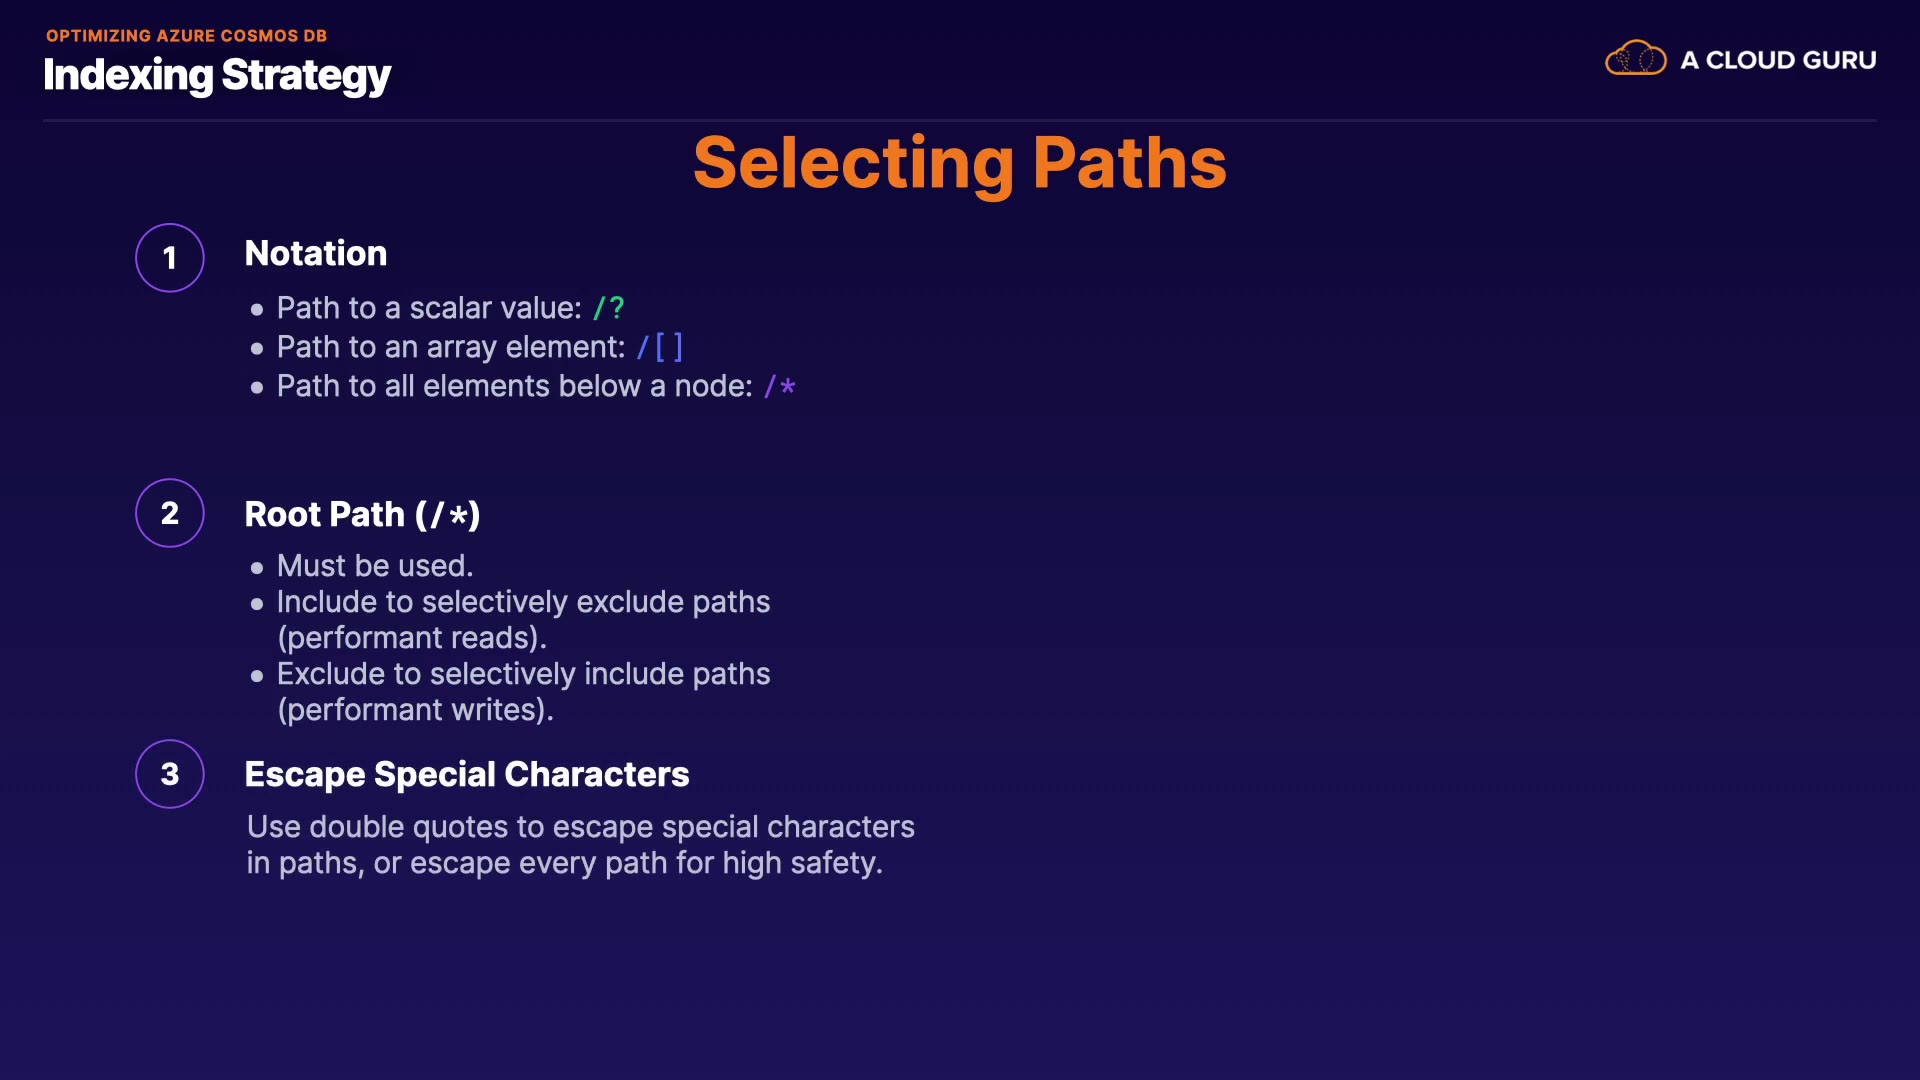 OPTIMIZING AZURE COSMOS DB
Indexing Strategy
A CLOUD GURU
Selecting Paths
1
Notation
• Path to a scalar value: /?
• Path to an array element: /[]
• Path to all elements below a node: /*
2
Root Path (/*)
• Must be used.
• Include to selectively exclude paths
(performant reads).
• Exclude to selectively include paths
(performant writes).
3
Escape Special Characters
Use double quotes to escape special characters
in paths, or escape every path for high safety.